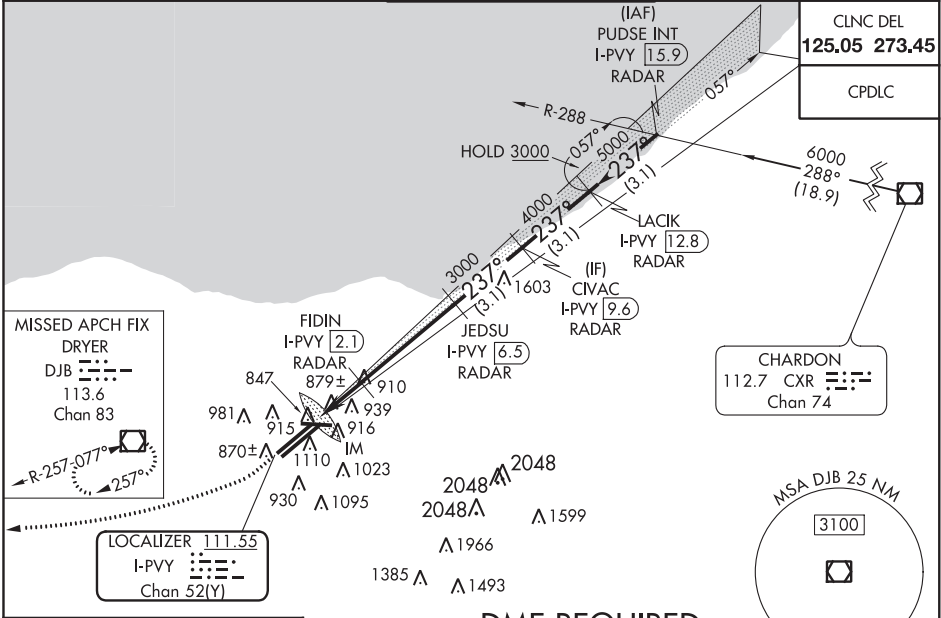 (IAF)
PUDSE INT
I-PVY 15.9
RADAR
CLNC DEL
125.05 273.45
CPDLC
057°
R-288
057°
5000
237°
(3.1)
HOLD 3000
6000
288°
(18.9)
4000
237°
(3.1)
LACIK
I-PVY 12.8
RADAR
3000
237°
(3.1)
1603
(IF)
CIVAC
I-PVY 9.6
RADAR
JEDSU
I-PVY 6.5
RADAR
FIDIN
I-PVY 2.1
RADAR
MISSED APCH FIX
DRYER
DJB
113.6
Chan 83
R-257-077°
257°
CHARDON
112.7 CXR
Chan 74
847
879±
910
939
981
915
916
870±
IM
1110
1023
930
1095
2048
2048
2048
1599
1966
1385
1493
LOCALIZER 111.55
I-PVY
Chan 52(Y)
MSA DJB 25 NM
3100
DME REQUIRED